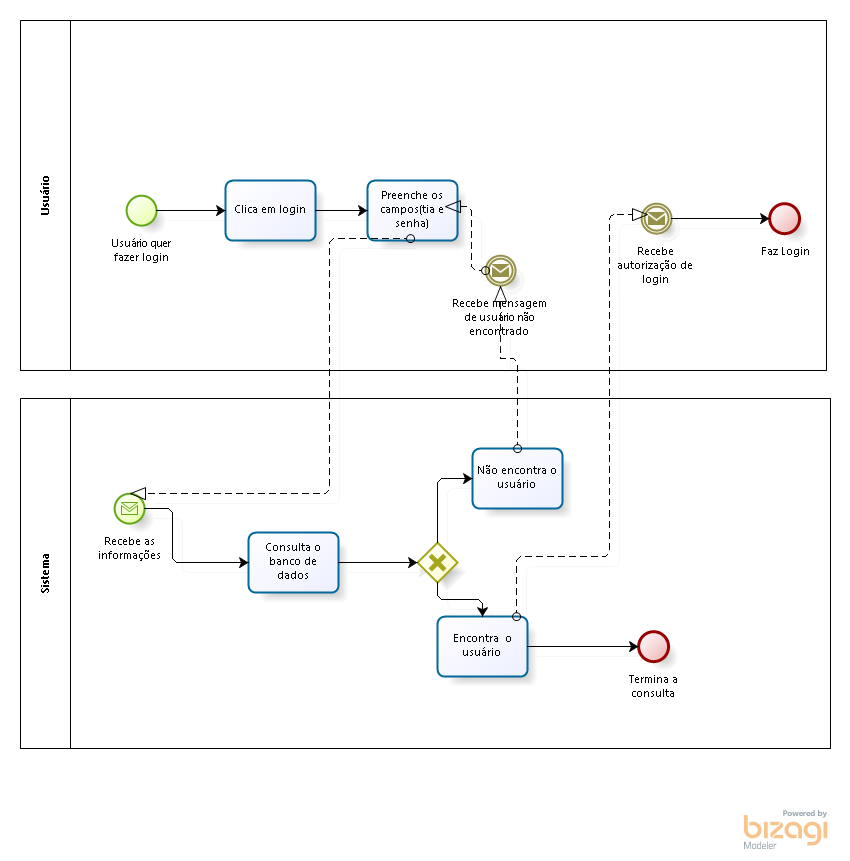 Usuário
Usuário quer
fazer login
Clica em login
Preenche os
campos(tia e
senha)
Recebe mensagem
de usuário não
encontrado
Recebe
autorização de
login
Faz Login
Sistema
Recebe as
informações
Consulta o
banco de
dados
Não encontra o
usuário
Encontra  o
usuário
Termina a
consulta
Powered by
bizagi
Modeler